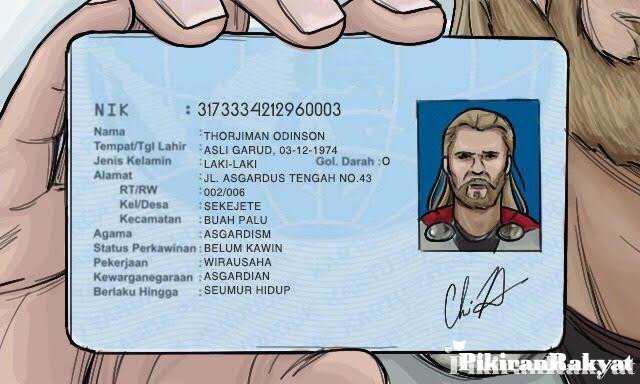 NIK : 3173334212960003
Nama : THORJIMAN ODINSON
Tempat/Tgl Lahir : ASLI GARUD, 03-12-1974
Jenis Kelamin : LAKI-LAKI Gol. Darah :O
Alamat : JL. ASGARDUS TENGAH NO.43
RT/RW : 002/006
Kel/Desa : SEKEJETE
Kecamatan : BUAH PALU
Agama : ASGARDISM
Status Perkawinan: BELUM KAWIN
Pekerjaan : WIRAUSAHA
Kewarganegaraan : ASGARDIAN
Berlaku Hingga : SEUMUR HIDUP
PikiranRakyat